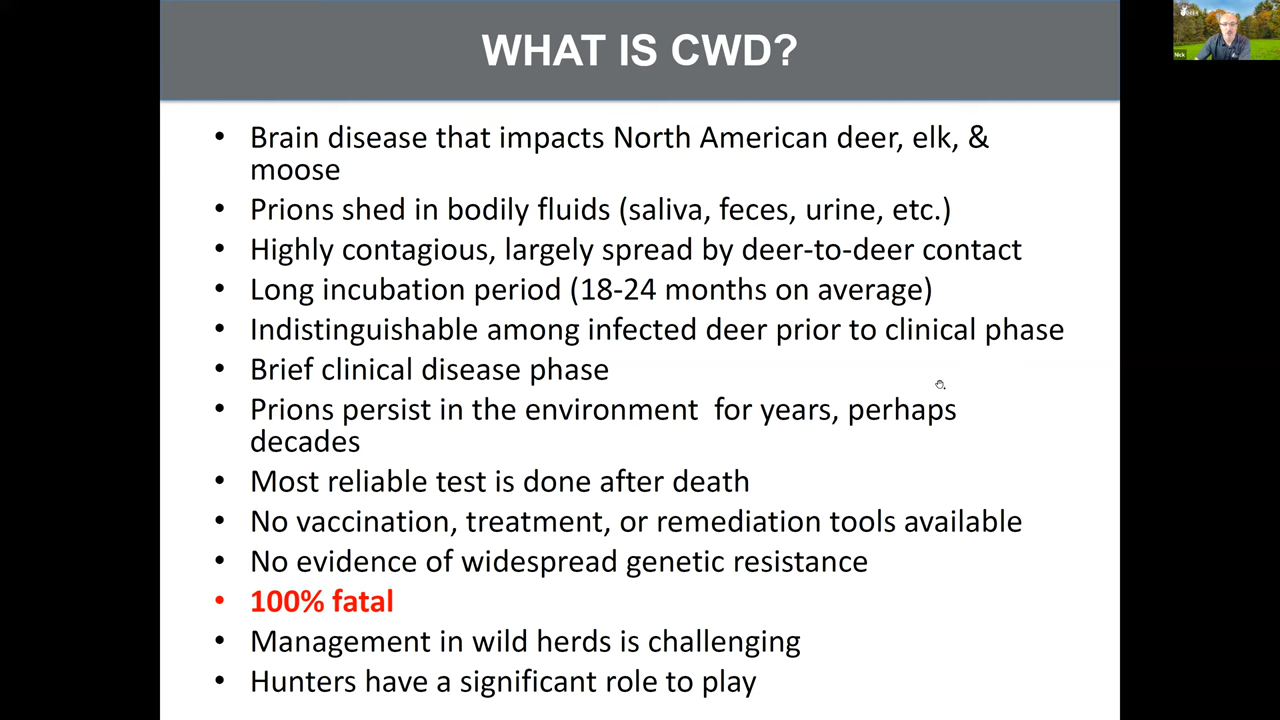 WHAT IS CWD?
• Brain disease that impacts North American deer, elk, &
moose
• Prions shed in bodily fluids (saliva, feces, urine, etc.)
• Highly contagious, largely spread by deer-to-deer contact
• Long incubation period (18-24 months on average)
• Indistinguishable among infected deer prior to clinical phase
• Brief clinical disease phase
• Prions persist in the environment  for years, perhaps
decades
• Most reliable test is done after death
• No vaccination, treatment, or remediation tools available
• No evidence of widespread genetic resistance
• 100% fatal
• Management in wild herds is challenging
• Hunters have a significant role to play
Nick